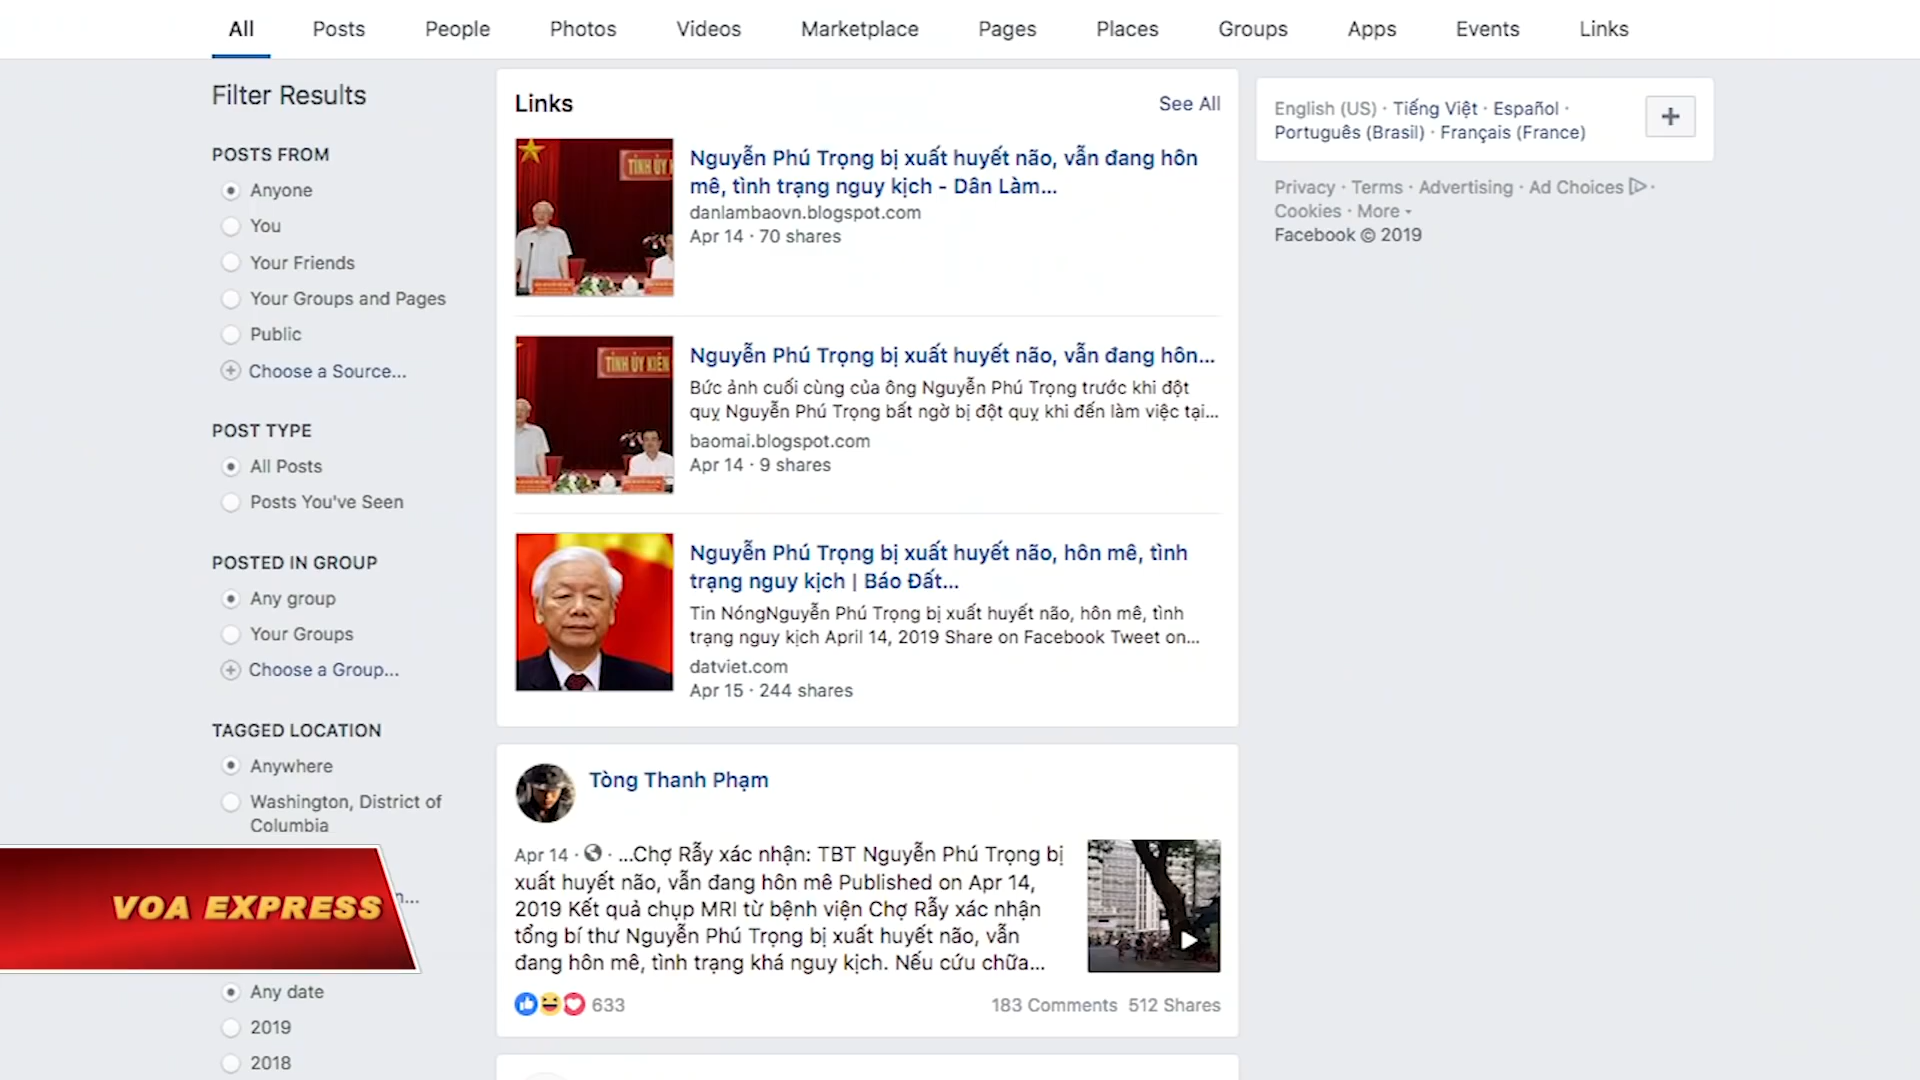 All Posts People Photos Videos Marketplace Pages Places Groups Apps Events Links
Filter Results
POSTS FROM
Anyone
You
Your Friends
Your Groups and Pages
Public
Choose a Source...
POST TYPE
All Posts
Posts You've Seen
POSTED IN GROUP
Any group
Your Groups
Choose a Group...
TAGGED LOCATION
Anywhere
Washington, District of
Columbia
VOA EXPRESS
Any date
2019
2018
Links
See All
TỈNH ỦY
Nguyễn Phú Trọng bị xuất huyết não, vẫn đang hôn
mê, tình trạng nguy kịch - Dân Làm...
danlambaovn.blogspot.com
Apr 14 · 70 shares
TỈNH ỦY KIÊN
Nguyễn Phú Trọng bị xuất huyết não, vẫn đang hôn...
Bức ảnh cuối cùng của ông Nguyễn Phú Trọng trước khi đột
quỵ Nguyễn Phú Trọng bất ngờ bị đột quỵ khi đến làm việc tại...
baomai.blogspot.com
Apr 14 · 9 shares
Nguyễn Phú Trọng bị xuất huyết não, hôn mê, tình
trạng nguy kịch | Báo Đất...
Tin NóngNguyễn Phú Trọng bị xuất huyết não, hôn mê, tình
trạng nguy kịch April 14, 2019 Share on Facebook Tweet on...
datviet.com
Apr 15 · 244 shares
Tòng Thanh Phạm
Apr 14 · · ...Chợ Rẫy xác nhận: TBT Nguyễn Phú Trọng bị
xuất huyết não, vẫn đang hôn mê Published on Apr 14,
2019 Kết quả chụp MRI từ bệnh viện Chợ Rẫy xác nhận
tổng bí thư Nguyễn Phú Trọng bị xuất huyết não, vẫn
đang hôn mê, tình trạng khá nguy kịch. Nếu cứu chữa...
633
183 Comments 512 Shares
English (US) · Tiếng Việt · Español ·
Português (Brasil) · Français (France)
Privacy · Terms · Advertising · Ad Choices ·
Cookies · More
Facebook © 2019